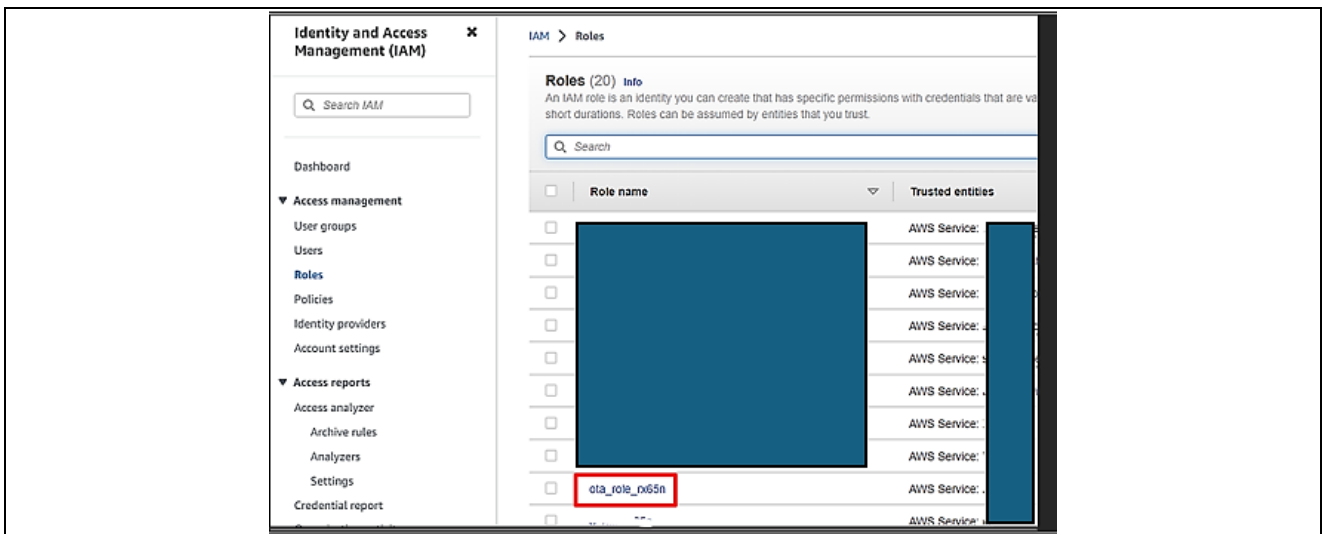 Identity and Access
Management (IAM)
Search IAM
Dashboard
Access management
User groups
Users
Roles
Policies
Identity providers
Account settings
Access reports
Access analyzer
Archive rules
Analyzers
Settings
Credential report
IAM > Roles
Roles (20) Info
An IAM role is an identity you can create that has specific permissions with credentials that are va
short durations. Roles can be assumed by entities that you trust.
Search
Role name Trusted entities
AWS Service:
AWS Service:
AWS Service:
AWS Service:
AWS Service:
AWS Service:
AWS Service:
AWS Service:
ota_role_rx65n AWS Service:
AWS Service: